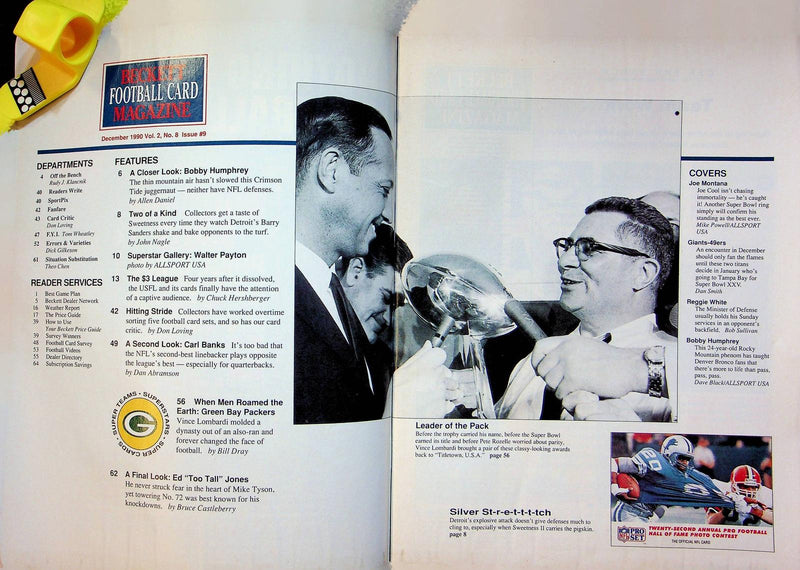 BECKETT
FOOTBALL CARD
MAGAZINE
December 1990 Vol. 2, No. 8 Issue #9
DEPARTMENTS
4 Off the Bench
Rudy J. Klancnik
40 Readers Write
40 SportPix
42 Fanfare
43 Card Critic
Don Loving
47 F.Y.I. Tom Wheatley
52 Errors & Varieties
Dick Gilkeson
61 Situation Substitution
Theo Chen
READER SERVICES
1 Best Game Plan
5 Beckett Dealer Network
16 Weather Report
17 The Price Guide
39 How to Use
Your Beckett Price Guide
39 Survey Winners
48 Football Card Survey
53 Football Videos
55 Dealer Directory
64 Subscription Savings
FEATURES
6 A Closer Look: Bobby Humphrey
The thin mountain air hasn't slowed this Crimson
Tide juggernaut — neither have NFL defenses.
by Allen Daniel
8 Two of a Kind Collectors get a taste of
Sweetness every time they watch Detroit's Barry
Sanders shake and bake opponents to the turf.
by John Nagle
10 Superstar Gallery: Walter Payton
photo by ALLSPORT USA
13 The $3 League Four years after it dissolved,
the USFL and its cards finally have the attention
of a captive audience. by Chuck Hershberger
42 Hitting Stride Collectors have worked overtime
sorting five football card sets, and so has our card
critic. by Don Loving
49 A Second Look: Carl Banks It's too bad that
the NFL's second-best linebacker plays opposite
the league's best — especially for quarterbacks.
by Dan Abramson
SUPER TEAMS • SUPERSTARS • SUPER CARDS •
G
56 When Men Roamed the
Earth: Green Bay Packers
Vince Lombardi molded a
dynasty out of an also-ran and
forever changed the face of
football. by Bill Dray
62 A Final Look: Ed "Too Tall" Jones
He never struck fear in the heart of Mike Tyson,
yet towering No. 72 was best known for his
knockdowns. by Bruce Castleberry
Leader of the Pack
Before the trophy carried his name, before the Super Bowl
earned its title and before Pete Rozelle worried about parity,
Vince Lombardi brought a pair of these classy-looking awards
back to "Titletown, U.S.A." page 56
Silver St-r-e-t-t-t-tch
Detroit's explosive attack doesn't give defenses much to
cling to, especially when Sweetness II carries the pigskin.
page 8
COVERS
Joe Montana
Joe Cool isn't chasing
immortality — he's
caught it! Another Super Bowl ring
simply will confirm his
standing as the best ever.
Mike Powell/ALLSPORT
USA
Giants-49ers
An encounter in December
should only fan the flames
until these two titans
decide in January who's
going to Tampa Bay for
Super Bowl XXV.
Dan Smith
Reggie White
The Minister of Defense
usually holds his Sunday
services in an opponent's
backfield. Bob Sullivan
Bobby Humphrey
This 24-year-old Rocky
Mountain phenom has taught
Denver Bronco fans that
there's more to life than pass,
pass, pass.
Dave Black/ALLSPORT USA
20
NFL PRO SET
TWENTY-SECOND ANNUAL PRO FOOTBALL
HALL OF FAME PHOTO CONTEST
THE OFFICIAL NFL CARD